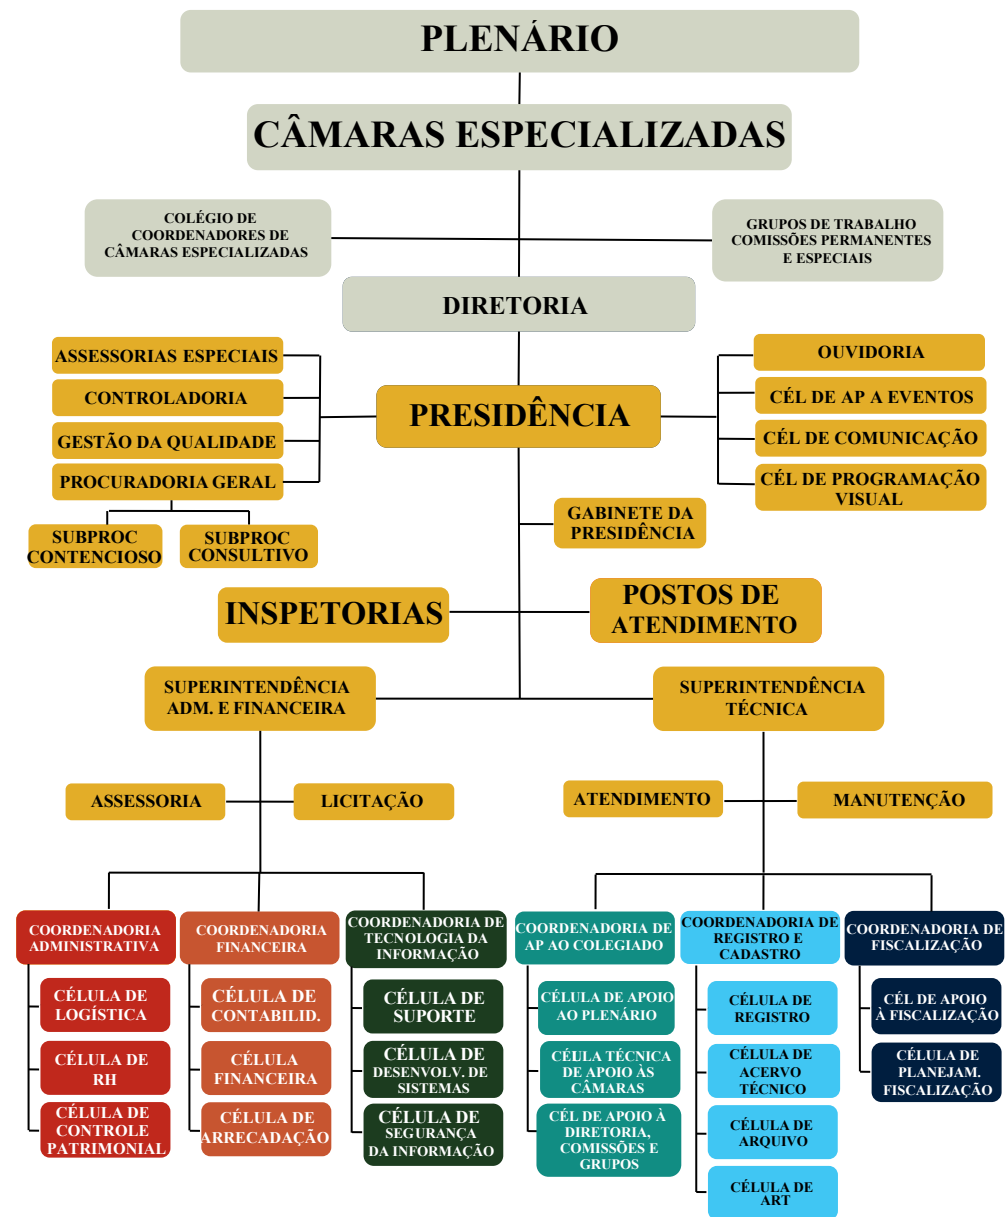 PLENÁRIO
CÂMARAS ESPECIALIZADAS
COLÉGIO DE
COORDENADORES DE
CÂMARAS ESPECIALIZADAS
GRUPOS DE TRABALHO
COMISSÕES PERMANENTES
E ESPECIAIS
DIRETORIA
ASSESSORIAS ESPECIAIS
CONTROLADORIA
GESTÃO DA QUALIDADE
PROCURADORIA GERAL
SUBPROC
CONTENCIOSO
SUBPROC
CONSULTIVO
PRESIDÊNCIA
OUVIDORIA
CÉL DE AP A EVENTOS
CÉL DE COMUNICAÇÃO
CÉL DE PROGRAMAÇÃO
VISUAL
GABINETE DA
PRESIDÊNCIA
INSPETORIAS
POSTOS DE
ATENDIMENTO
SUPERINTENDÊNCIA
ADM. E FINANCEIRA
SUPERINTENDÊNCIA
TÉCNICA
ASSESSORIA
LICITAÇÃO
ATENDIMENTO
MANUTENÇÃO
COORDENADORIA
ADMINISTRATIVA
CÉLULA DE
LOGÍSTICA
CÉLULA DE
RH
CÉLULA DE
CONTROLE
PATRIMONIAL
COORDENADORIA
FINANCEIRA
CÉLULA DE
CONTABILID.
CÉLULA
FINANCEIRA
CÉLULA DE
ARRECADAÇÃO
COORDENADORIA DE
TECNOLOGIA DA
INFORMAÇÃO
CÉLULA DE
SUPORTE
CÉLULA DE
DESENVOLV. DE
SISTEMAS
CÉLULA DE
SEGURANÇA
DA INFORMAÇÃO
COORDENADORIA DE
AP AO COLEGIADO
CÉLULA DE APOIO
AO PLENÁRIO
CÉULA TÉCNICA
DE APOIO ÀS
CÂMARAS
CÉL DE APOIO À
DIRETORIA,
COMISSÕES E
GRUPOS
COORDENADORIA DE
REGISTRO E
CADASTRO
CÉLULA DE
REGISTRO
CÉLULA DE
ACERVO
TÉCNICO
CÉLULA DE
ARQUIVO
CÉLULA DE
ART
COORDENADORIA DE
FISCALIZAÇÃO
CÉL DE APOIO
À FISCALIZAÇÃO
CÉLULA DE
PLANEJAM.
FISCALIZAÇÃO